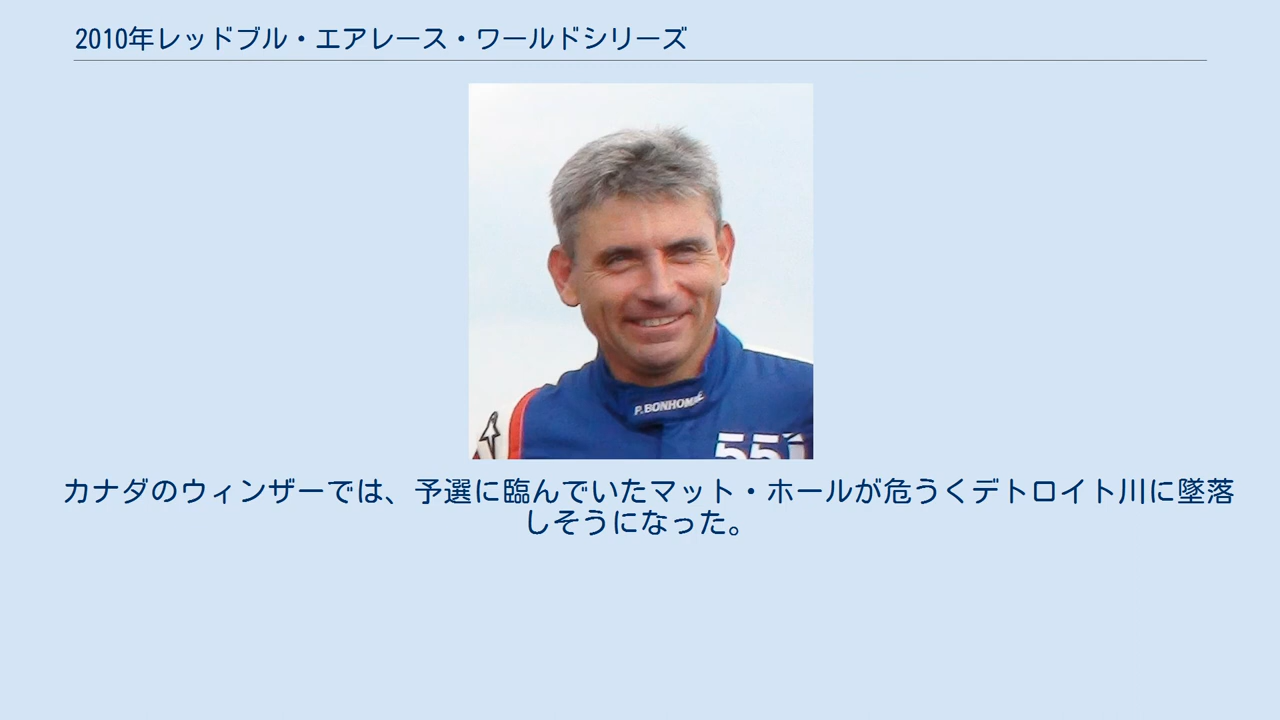 2010年レッドブル・エアレース・ワールドシリーズ
P.BONHOMME
551
カナダのウィンザーでは、予選に臨んでいたマット・ホールが危うくデトロイト川に墜落
しそうになった。